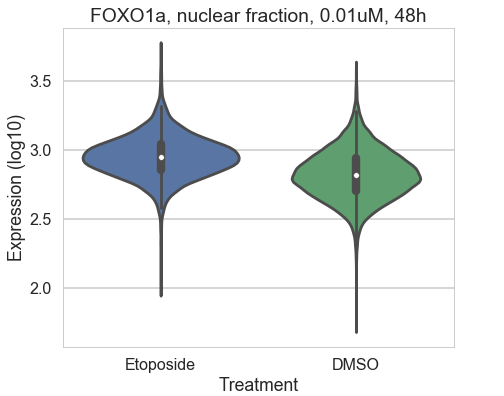 FOXO1a, nuclear fraction, 0.01uM, 48h
Expression (log10)
3.5
3.0
2.5
2.0
Etoposide DMSO
Treatment